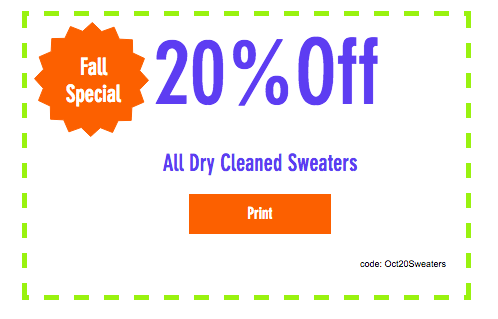 Fall
Special
20%Off
All Dry Cleaned Sweaters
Print
code: Oct20Sweaters